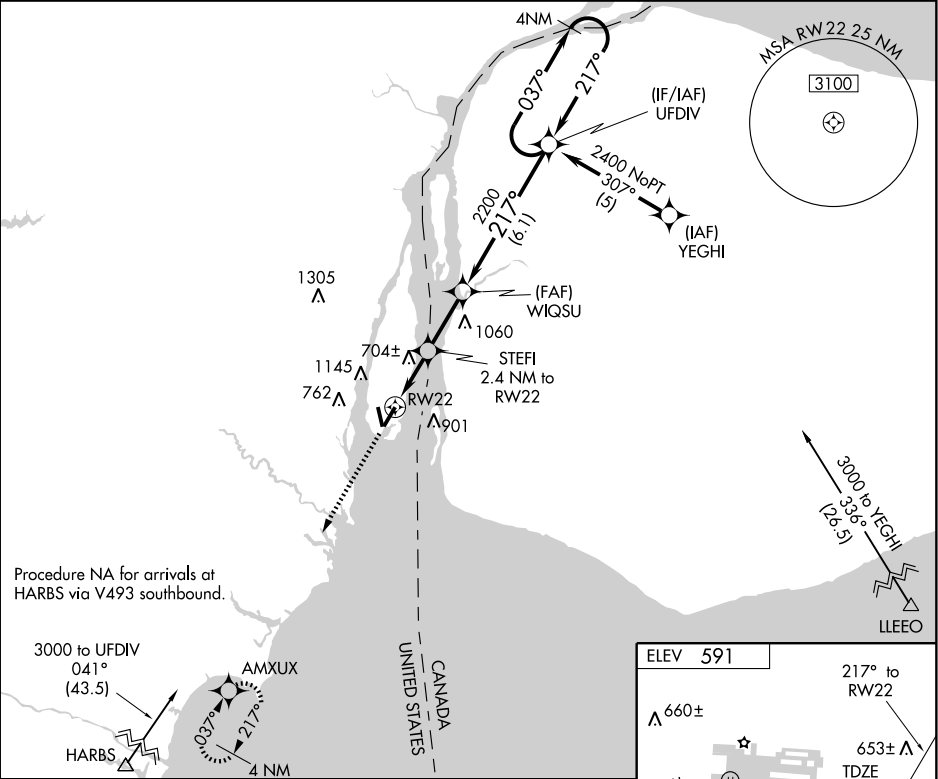 4NM
MSA RW22 25 NM
3100
037°
217°
(IF/IAF)
UFDIV
2400 NoPT
307°
(5)
(IAF)
YEGHI
2200
217°
(6.1)
1305
(FAF)
WIQSU
1060
704±
STEFI
2.4 NM to
RW22
1145
762
RW22
901
3000 to YEGHI
336°
(26.5)
LLEEO
Procedure NA for arrivals at
HARBS via V493 southbound.
3000 to UFDIV
041°
(43.5)
HARBS
AMXUX
037°
217°
4 NM
CANADA
UNITED STATES
ELEV 591
217° to
RW22
660±
653±
TDZE